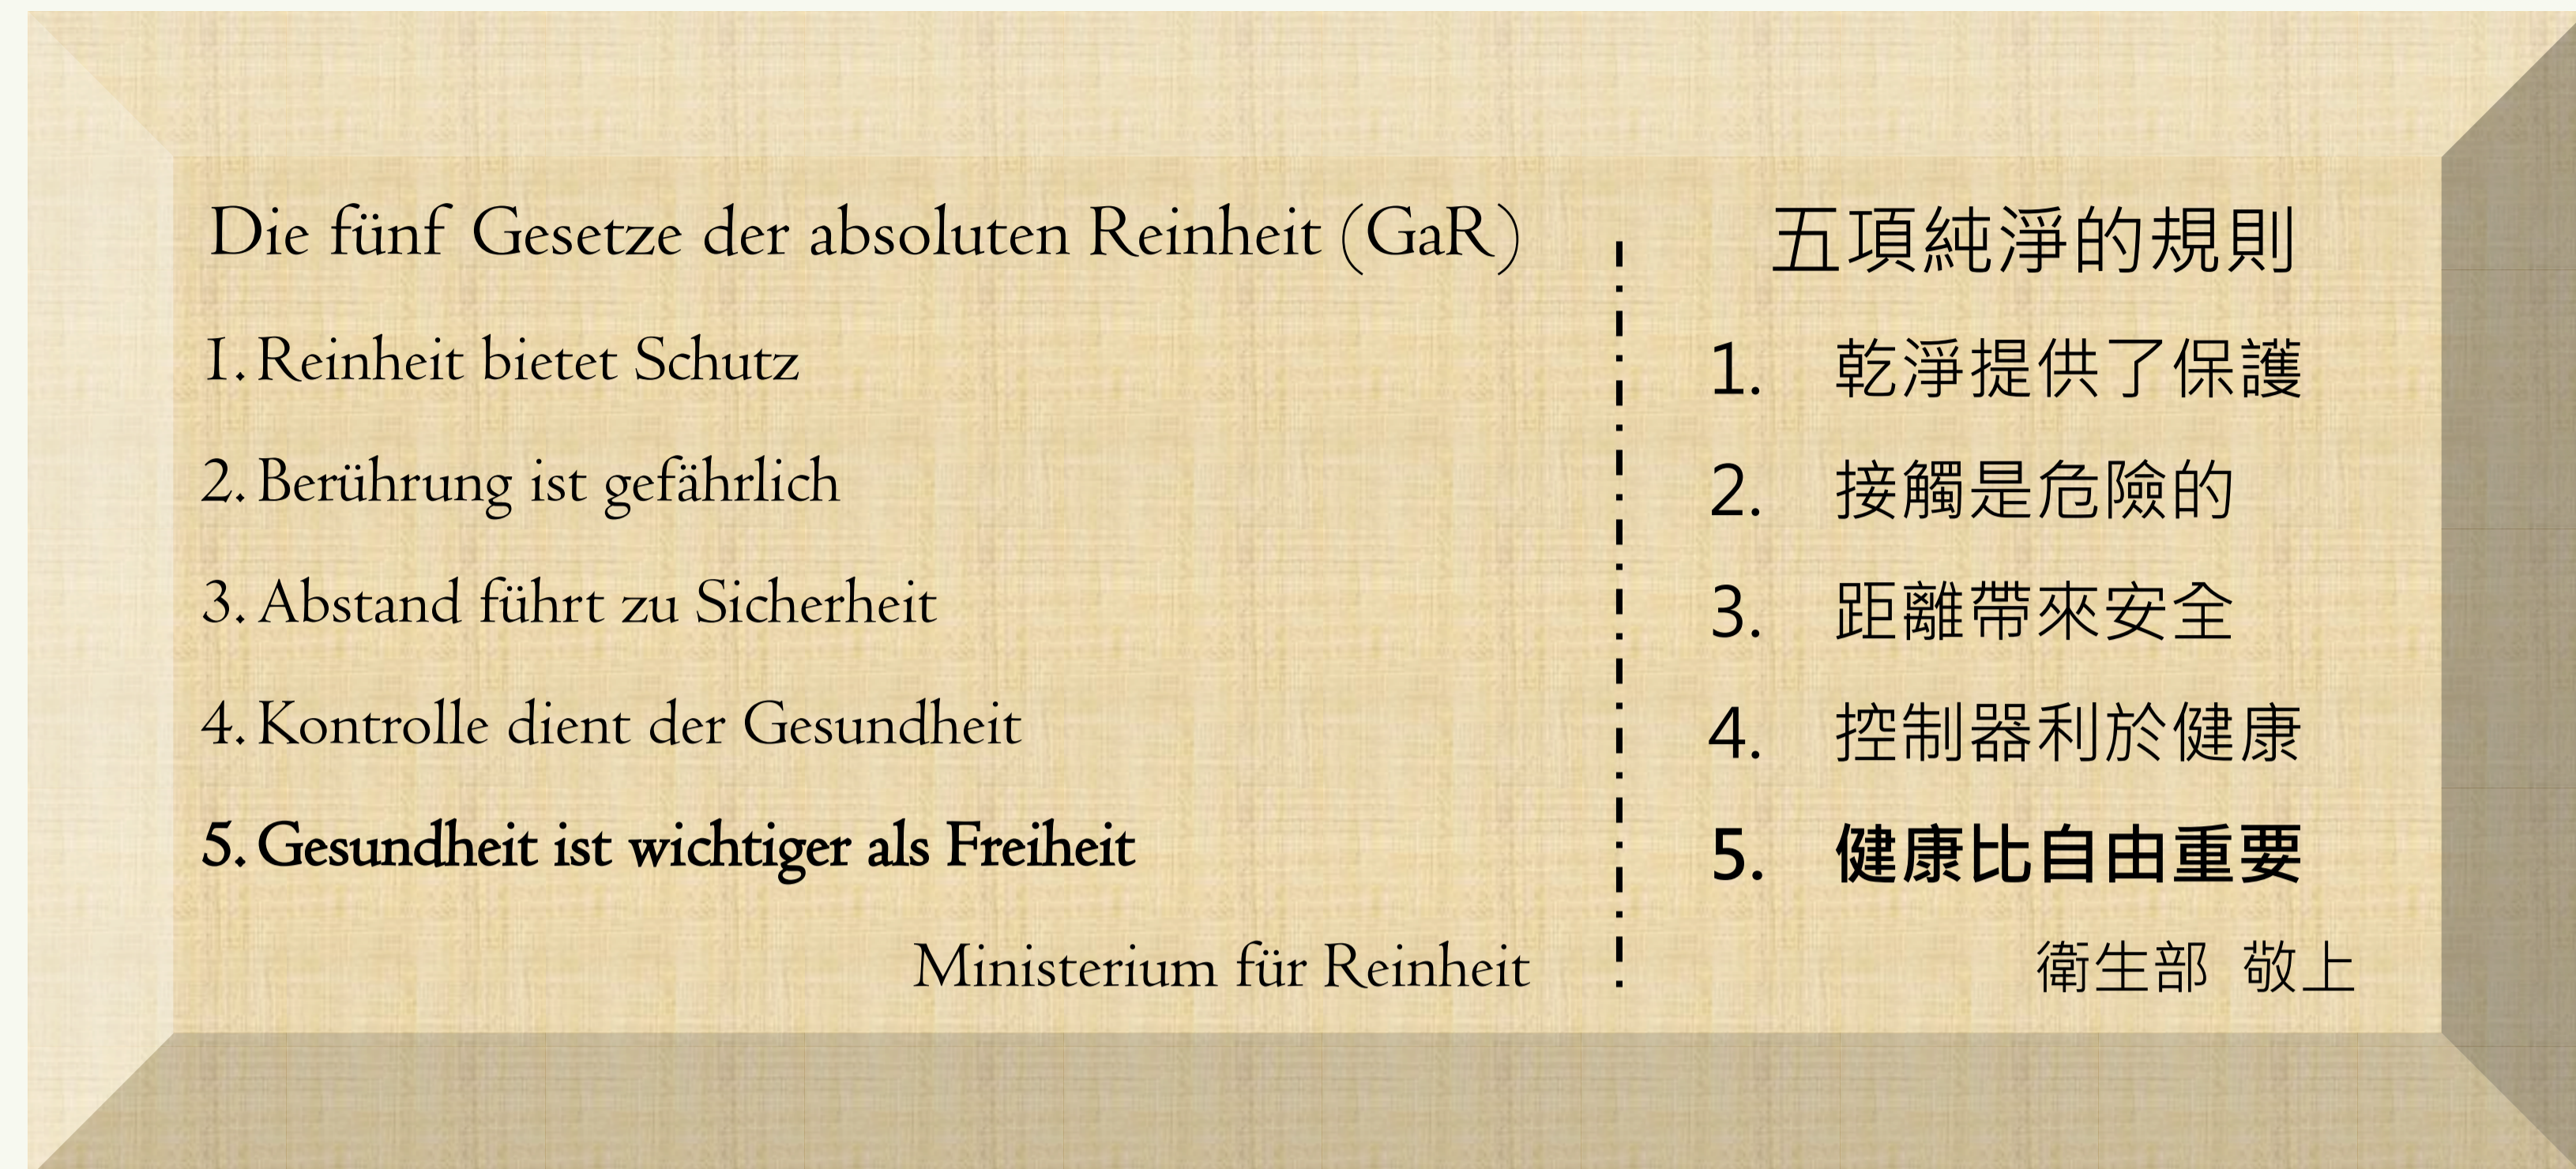 Die fünf Gesetze der absoluten Reinheit (GaR)
1. Reinheit bietet Schutz
2. Berührung ist gefährlich
3. Abstand führt zu Sicherheit
4. Kontrolle dient der Gesundheit
5. Gesundheit ist wichtiger als Freiheit
Ministerium für Reinheit
五項純淨的規則
1. 乾淨提供了保護
2. 接觸是危險的
3. 距離帶來安全
4. 控制器利於健康
5. 健康比自由重要
衛生部 敬上